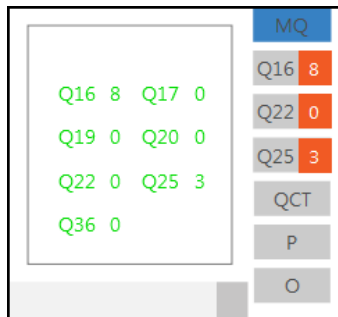 Q16 8 Q17 0
Q19 0 Q20 0
Q22 0 Q25 3
Q36 0
MQ
Q16 8
Q22 0
Q25 3
QCT
P
O